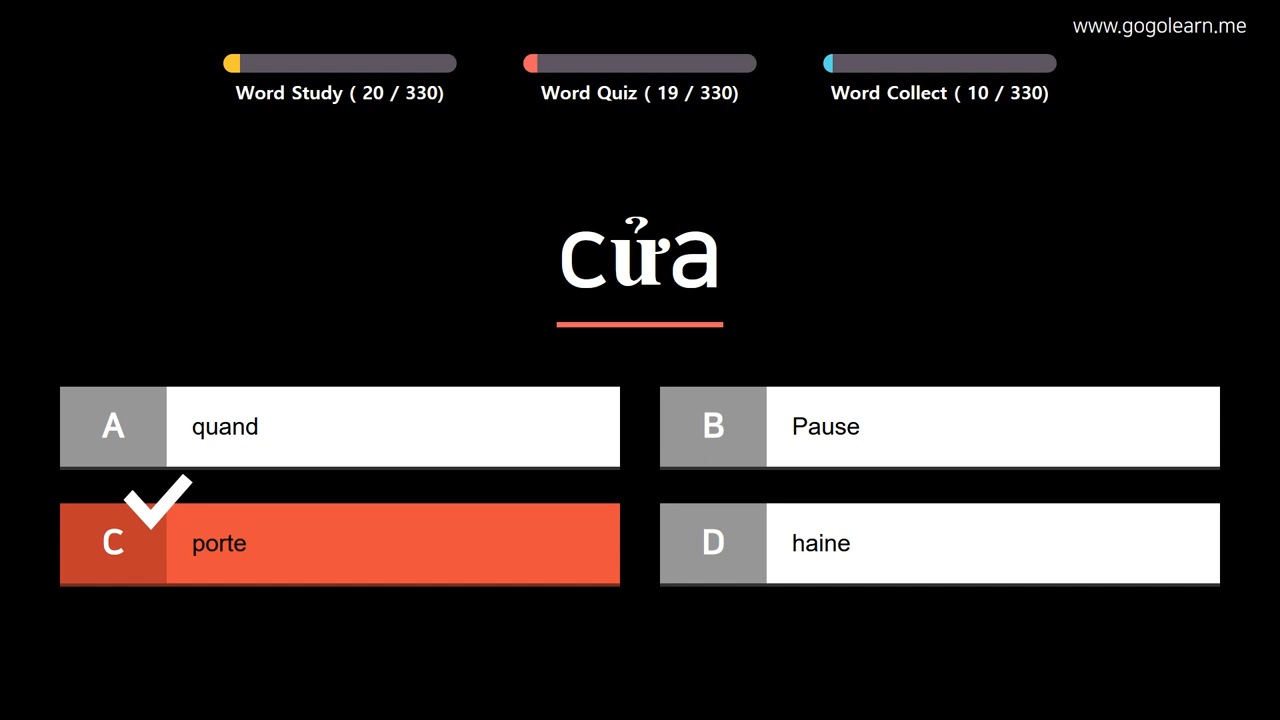 www.gogolearn.me
Word Study ( 20 / 330)
Word Quiz ( 19 / 330)
Word Collect ( 10 / 330)
cửa
A quand
B Pause
C porte
D haine